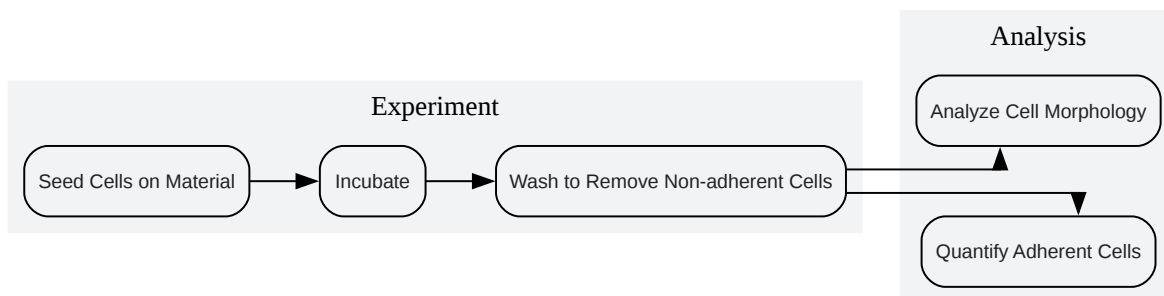 Analysis
Experiment
Analyze Cell Morphology
Seed Cells on Material
Incubate
Wash to Remove Non-adherent Cells
Quantify Adherent Cells